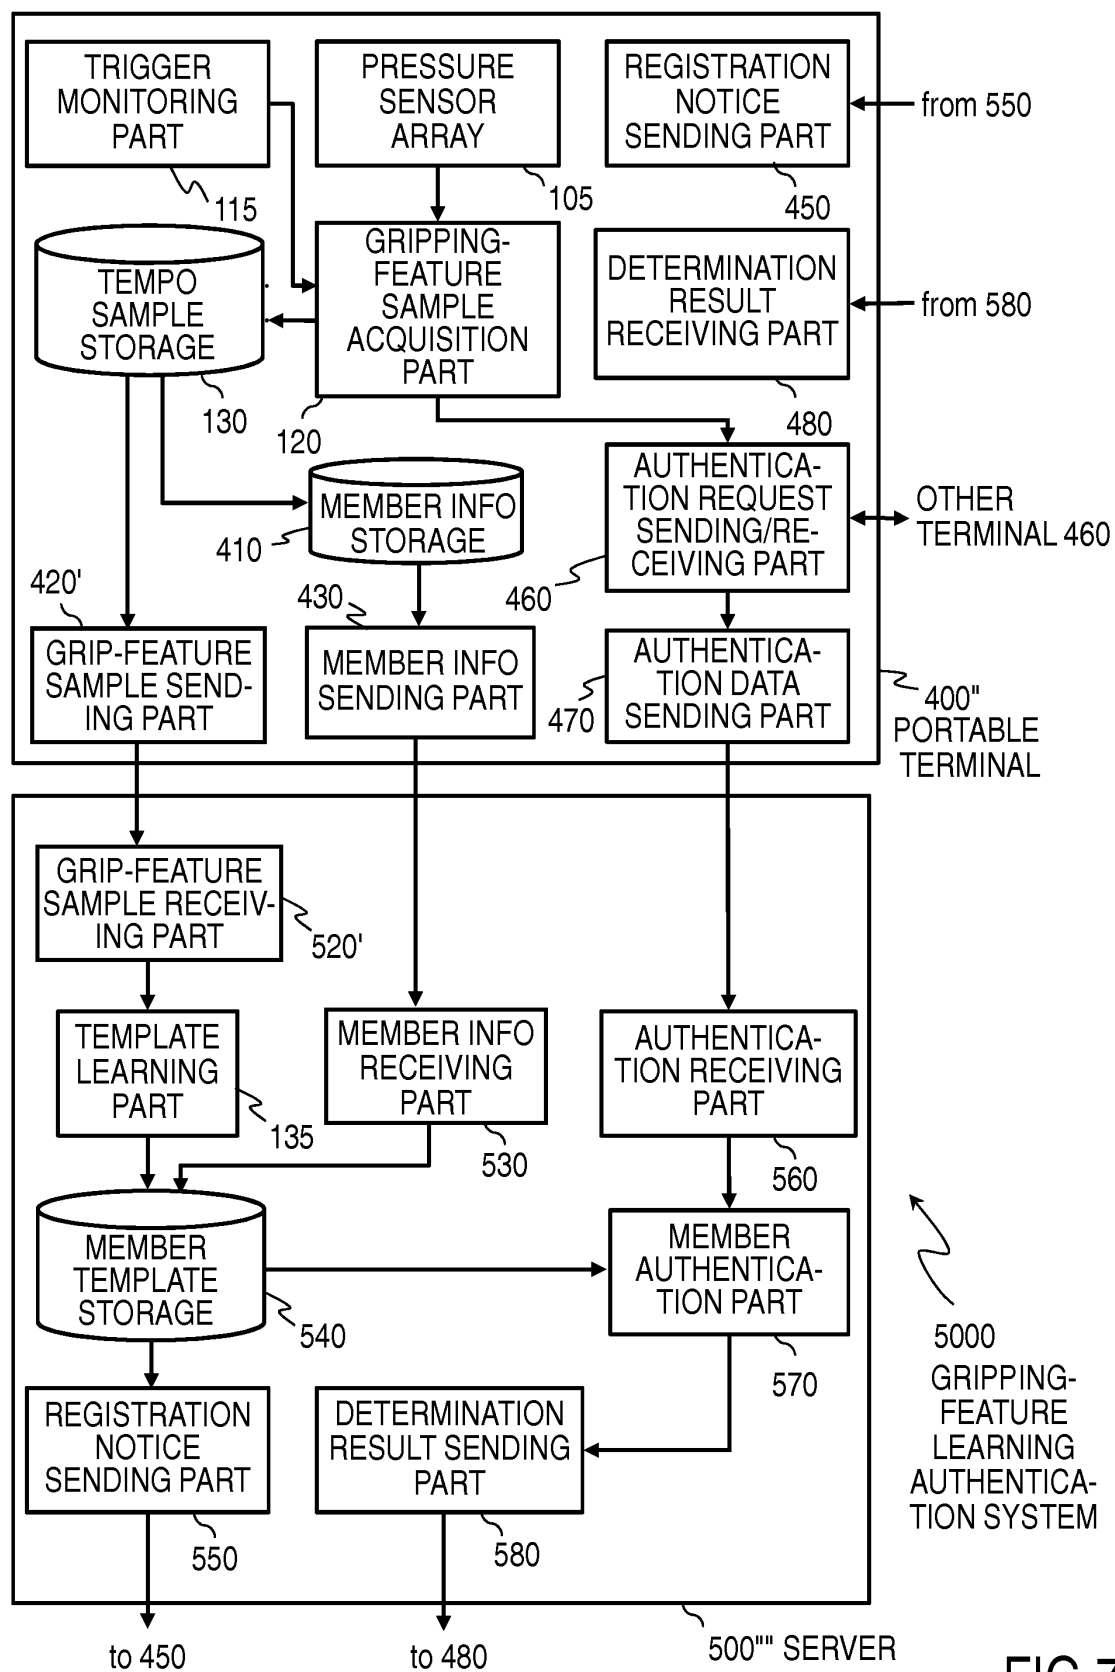 TRIGGER
MONITORING
PART
115
PRESSURE
SENSOR
ARRAY
105
REGISTRATION
NOTICE
SENDING PART
450
from 550
TEMPO
SAMPLE
STORAGE
130
GRIPPING-
FEATURE
SAMPLE
ACQUISITION
PART
120
DETERMINATION
RESULT
RECEIVING PART
480
from 580
MEMBER INFO
STORAGE
410
AUTHENTICA-
TION REQUEST
SENDING/RE-
CEIVING PART
460
OTHER
TERMINAL 460
420'
GRIP-FEATURE
SAMPLE SEND-
ING PART
430
MEMBER INFO
SENDING PART
AUTHENTICA-
TION DATA
SENDING PART
470
400"
PORTABLE
TERMINAL
GRIP-FEATURE
SAMPLE RECEIV-
ING PART
520'
TEMPLATE
LEARNING
PART
135
MEMBER INFO
RECEIVING
PART
530
AUTHENTICA-
TION RECEIVING
PART
560
MEMBER
TEMPLATE
STORAGE
540
MEMBER
AUTHENTICA-
TION PART
570
REGISTRATION
NOTICE
SENDING PART
550
DETERMINATION
RESULT SENDING
PART
580
5000
GRIPPING-
FEATURE
LEARNING
AUTHENTICA-
TION SYSTEM
to 450
to 480
500"" SERVER